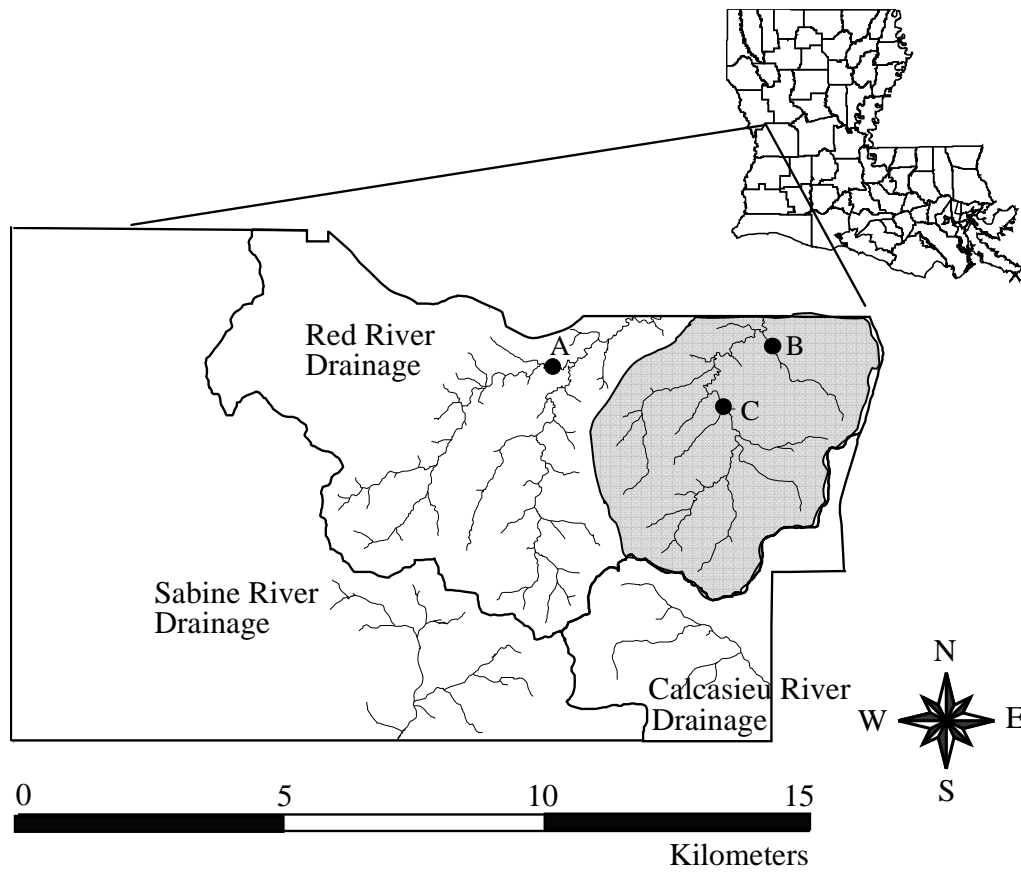 Red River
Drainage
A
B
C
Sabine River
Drainage
Calcasieu River
Drainage
N
W
E
S
0
5
10
15
Kilometers